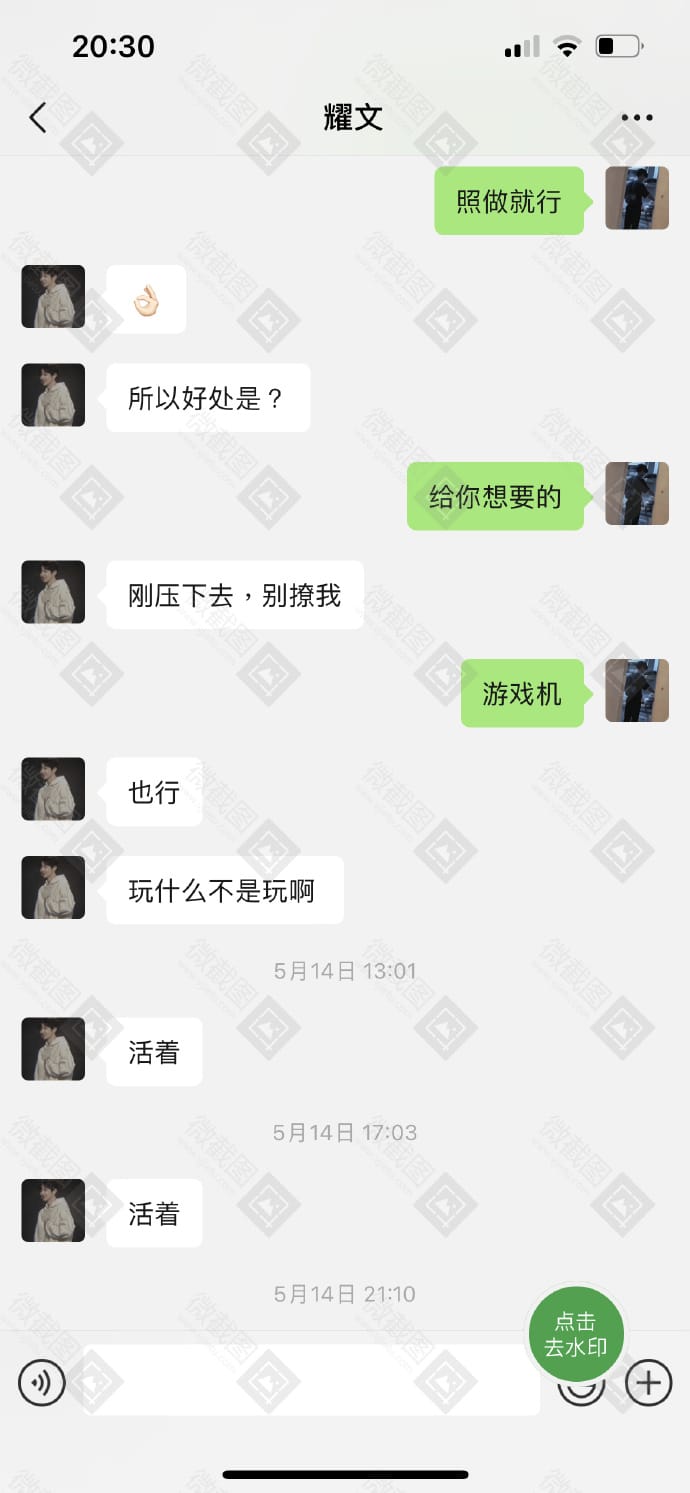 20:30
耀文
照做就行
👌🏻
所以好处是？
给你想要的
刚压下去，别撩我
游戏机
也行
玩什么不是玩啊
5月14日 13:01
活着
5月14日 17:03
活着
5月14日 21:10
点击
去水印
微截图